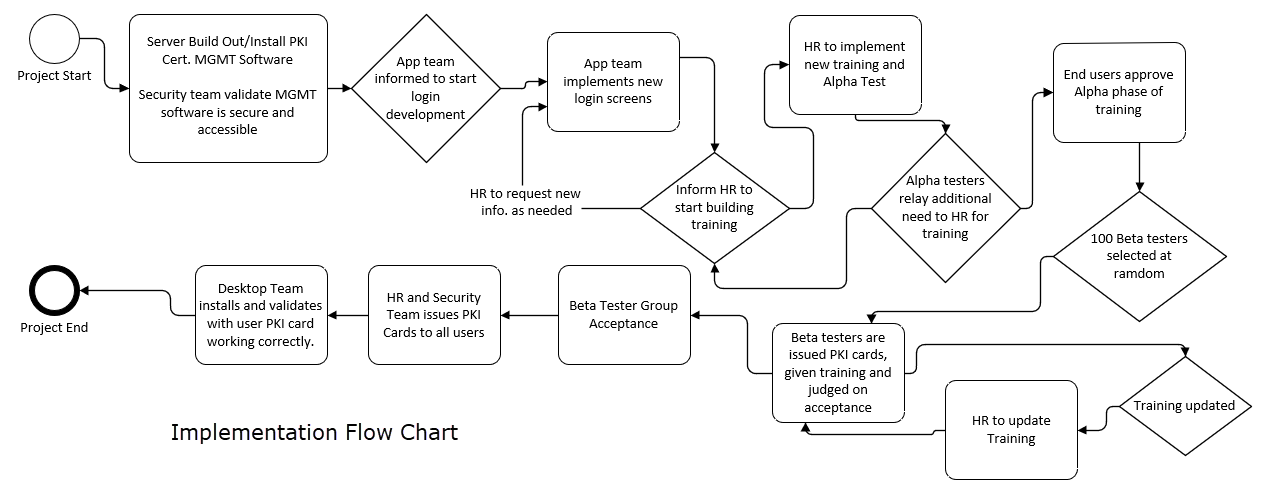 Project Start
Server Build Out/Install PKI
Cert. MGMT Software
Security team validate MGMT
software is secure and
accessible
App team
informed to start
login
development
App team
implements new
login screens
HR to implement
new training and
Alpha Test
End users approve
Alpha phase of
training
HR to request new
info. as needed
Inform HR to
start building
training
Alpha testers
relay additional
need to HR for
training
100 Beta testers
selected at
ramdom
Project End
Desktop Team
installs and validates
with user PKI card
working correctly.
HR and Security
Team issues PKI
Cards to all users
Beta Tester Group
Acceptance
Beta testers are
issued PKI cards,
given training and
judged on
acceptance
Training updated
HR to update
Training
Implementation Flow Chart